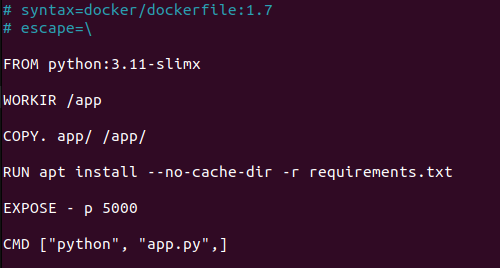 # syntax=docker/dockerfile:1.7
# escape=\
FROM python:3.11-slimx
WORKIR /app
COPY. app/ /app/
RUN apt install --no-cache-dir -r requirements.txt
EXPOSE - p 5000
CMD ["python", "app.py",]